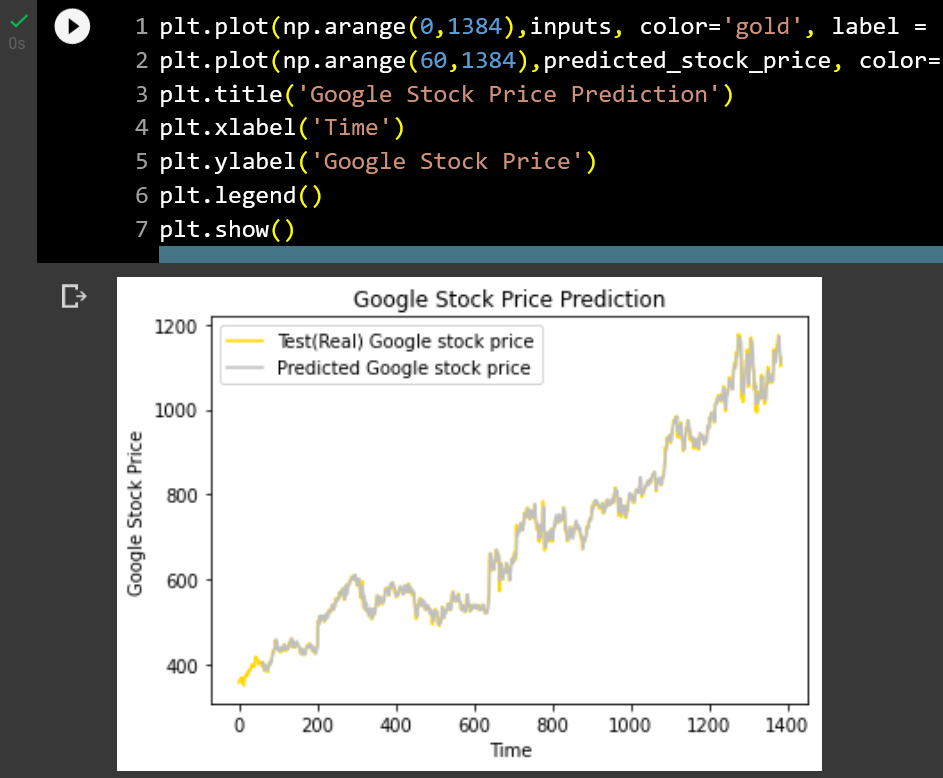 0s
1 plt.plot(np.arange(0,1384),inputs, color='gold', label =
2 plt.plot(np.arange(60,1384),predicted_stock_price, color=
3 plt.title('Google Stock Price Prediction')
4 plt.xlabel('Time')
5 plt.ylabel('Google Stock Price')
6 plt.legend()
7 plt.show()
Google Stock Price Prediction
Test(Real) Google stock price
Predicted Google stock price
1200
1000
800
600
400
Google Stock Price
0 200 400 600 800 1000 1200 1400
Time